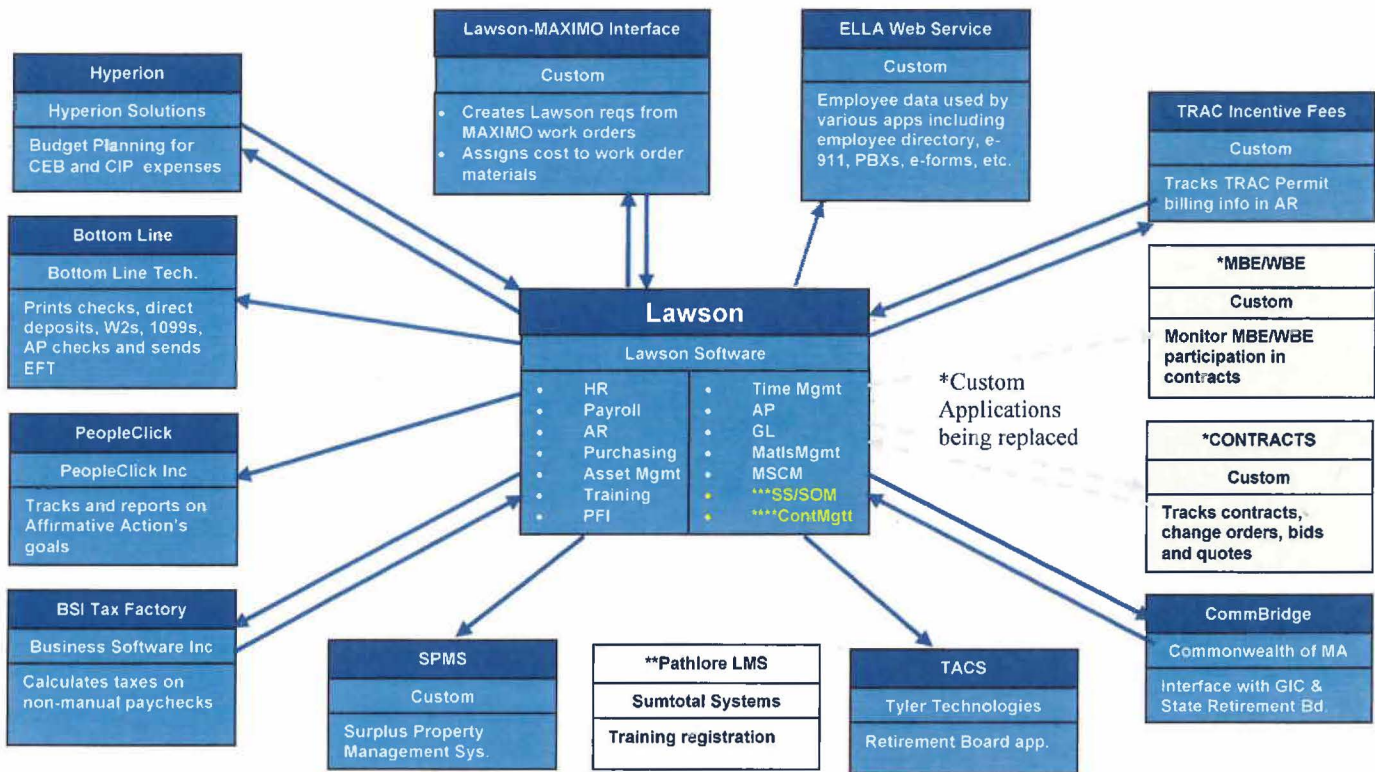 Lawson-MAXIMO Interface
Custom
• Creates Lawson reqs from
MAXIMO work orders
• Assigns cost to work order
materials
ELLA Web Service
Custom
Employee data used by
various apps including
employee directory, e-
911, PBXs, e-forms, etc.
Hyperion
Hyperion Solutions
Budget Planning for
CEB and CIP expenses
TRAC Incentive Fees
Custom
Tracks TRAC Permit
billing info in AR
Bottom Line
Bottom Line Tech.
Prints checks, direct
deposits, W2s, 1099s,
AP checks and sends
EFT
*MBE/WBE
Custom
Monitor MBE/WBE
participation in
contracts
Lawson
Lawson Software
• HR
• Payroll
• AR
• Purchasing
• Asset Mgmt
• Training
• PFI
• Time Mgmt
• AP
• GL
• MatlsMgmt
• MSCM
• ***SS/SOM
• ****ContMgtt
*Custom
Applications
being replaced
PeopleClick
PeopleClick Inc
Tracks and reports on
Affirmative Action's
goals
*CONTRACTS
Custom
Tracks contracts,
change orders, bids
and quotes
BSI Tax Factory
Business Software Inc
Calculates taxes on
non-manual paychecks
SPMS
Custom
Surplus Property
Management Sys.
**Pathlore LMS
Sumtotal Systems
Training registration
TACS
Tyler Technologies
Retirement Board app.
CommBridge
Commonwealth of MA
Interface with GIC &
State Retirement Bd.